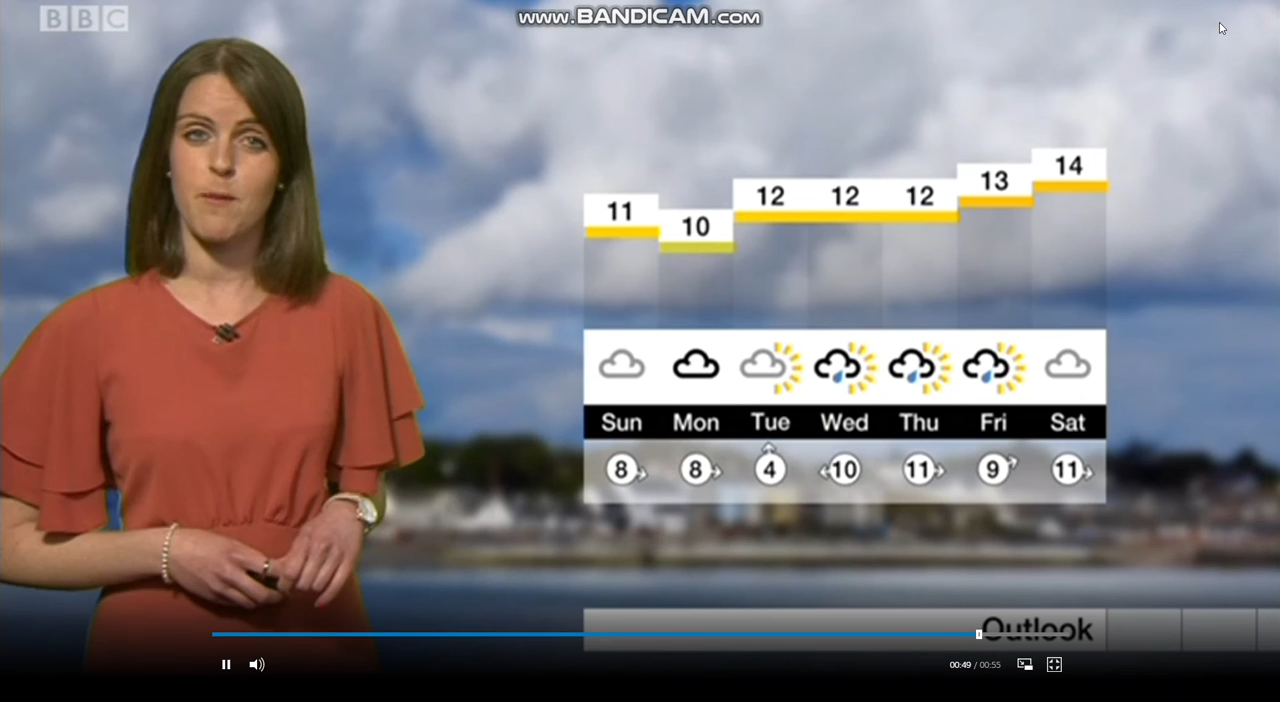 BBC
www.BANDICAM.com
14
13
12 12 12
11
10
Sun Mon Tue Wed Thu Fri Sat
8 8 4 10 11 9 11
Outlook
00:49 / 00:55